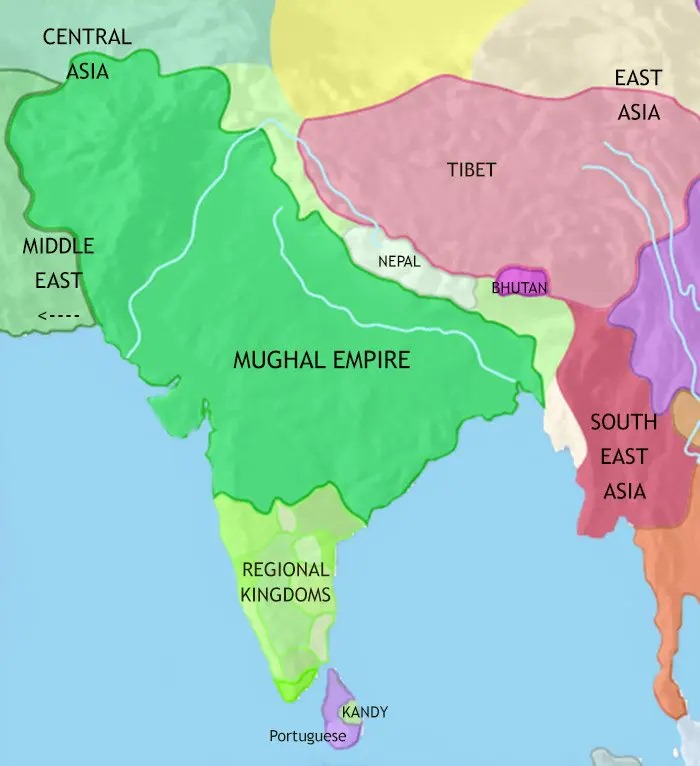 CENTRAL
ASIA
EAST
ASIA
TIBET
MIDDLE
EAST
<----
NEPAL
BHUTAN
MUGHAL EMPIRE
SOUTH
EAST
ASIA
REGIONAL
KINGDOMS
KANDY
Portuguese